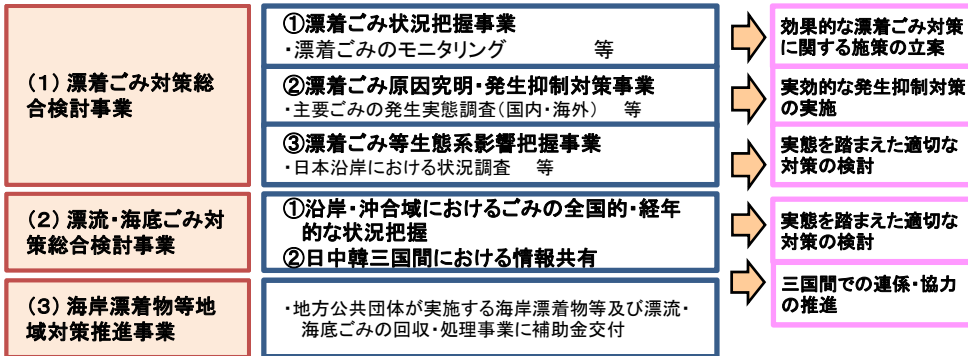 (1)漂着ごみ対策総
合検討事業
①漂着ごみ状況把握事業
・漂着ごみのモニタリング　　　　等
効果的な漂着ごみ対策
に関する施策の立案
②漂着ごみ原因究明・発生抑制対策事業
・主要ごみの発生実態調査(国内・海外)　等
実効的な発生抑制対策
の実施
③漂着ごみ等生態系影響把握事業
・日本沿岸における状況調査　等
実態を踏まえた適切な
対策の検討
(2)漂流・海底ごみ対
策総合検討事業
①沿岸・沖合域におけるごみの全国的・経年
的な状況把握
②日中韓三国間における情報共有
実態を踏まえた適切な
対策の検討
三国間での連係・協力
の推進
(3)海岸漂着物等地
域対策推進事業
・地方公共団体が実施する海岸漂着物等及び漂流・
海底ごみの回収・処理事業に補助金交付